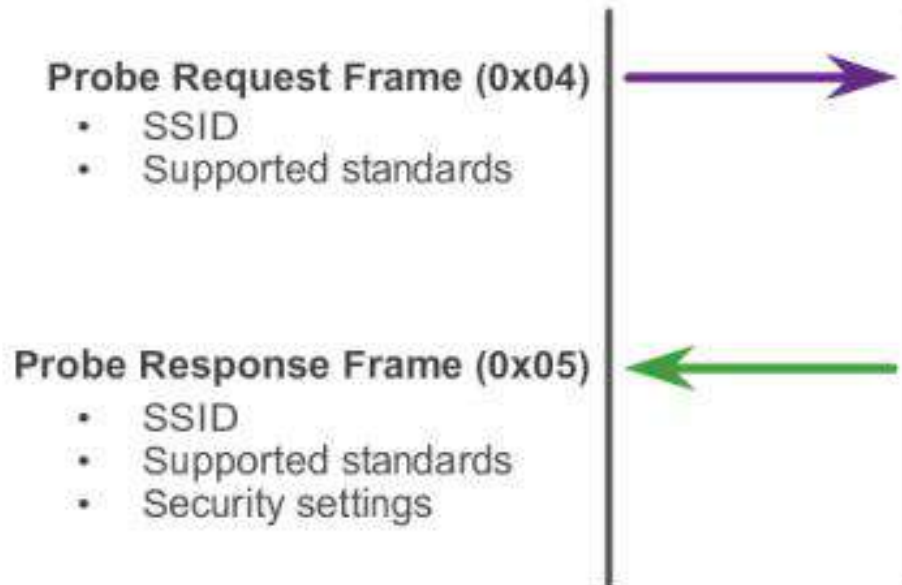 Probe Request Frame (0x04)
• SSID
• Supported standards
Probe Response Frame (0x05)
• SSID
• Supported standards
• Security settings